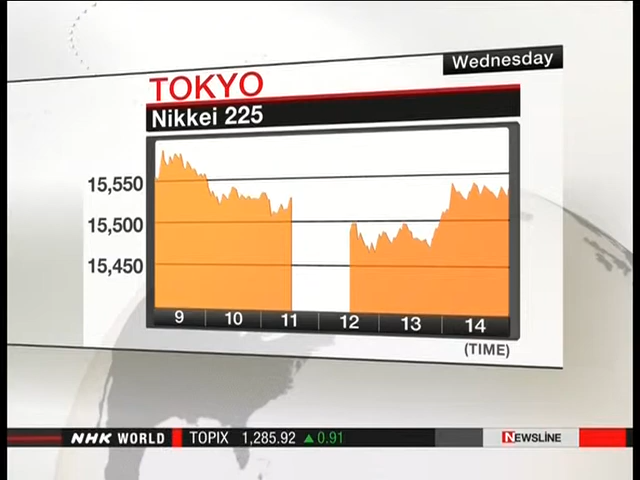 Wednesday
TOKYO
Nikkei 225
15,550
15,500
15,450
9 10 11 12 13 14
(TIME)
NHK WORLD TOPIX 1,285.92 ▲0.91 NEWSLINE